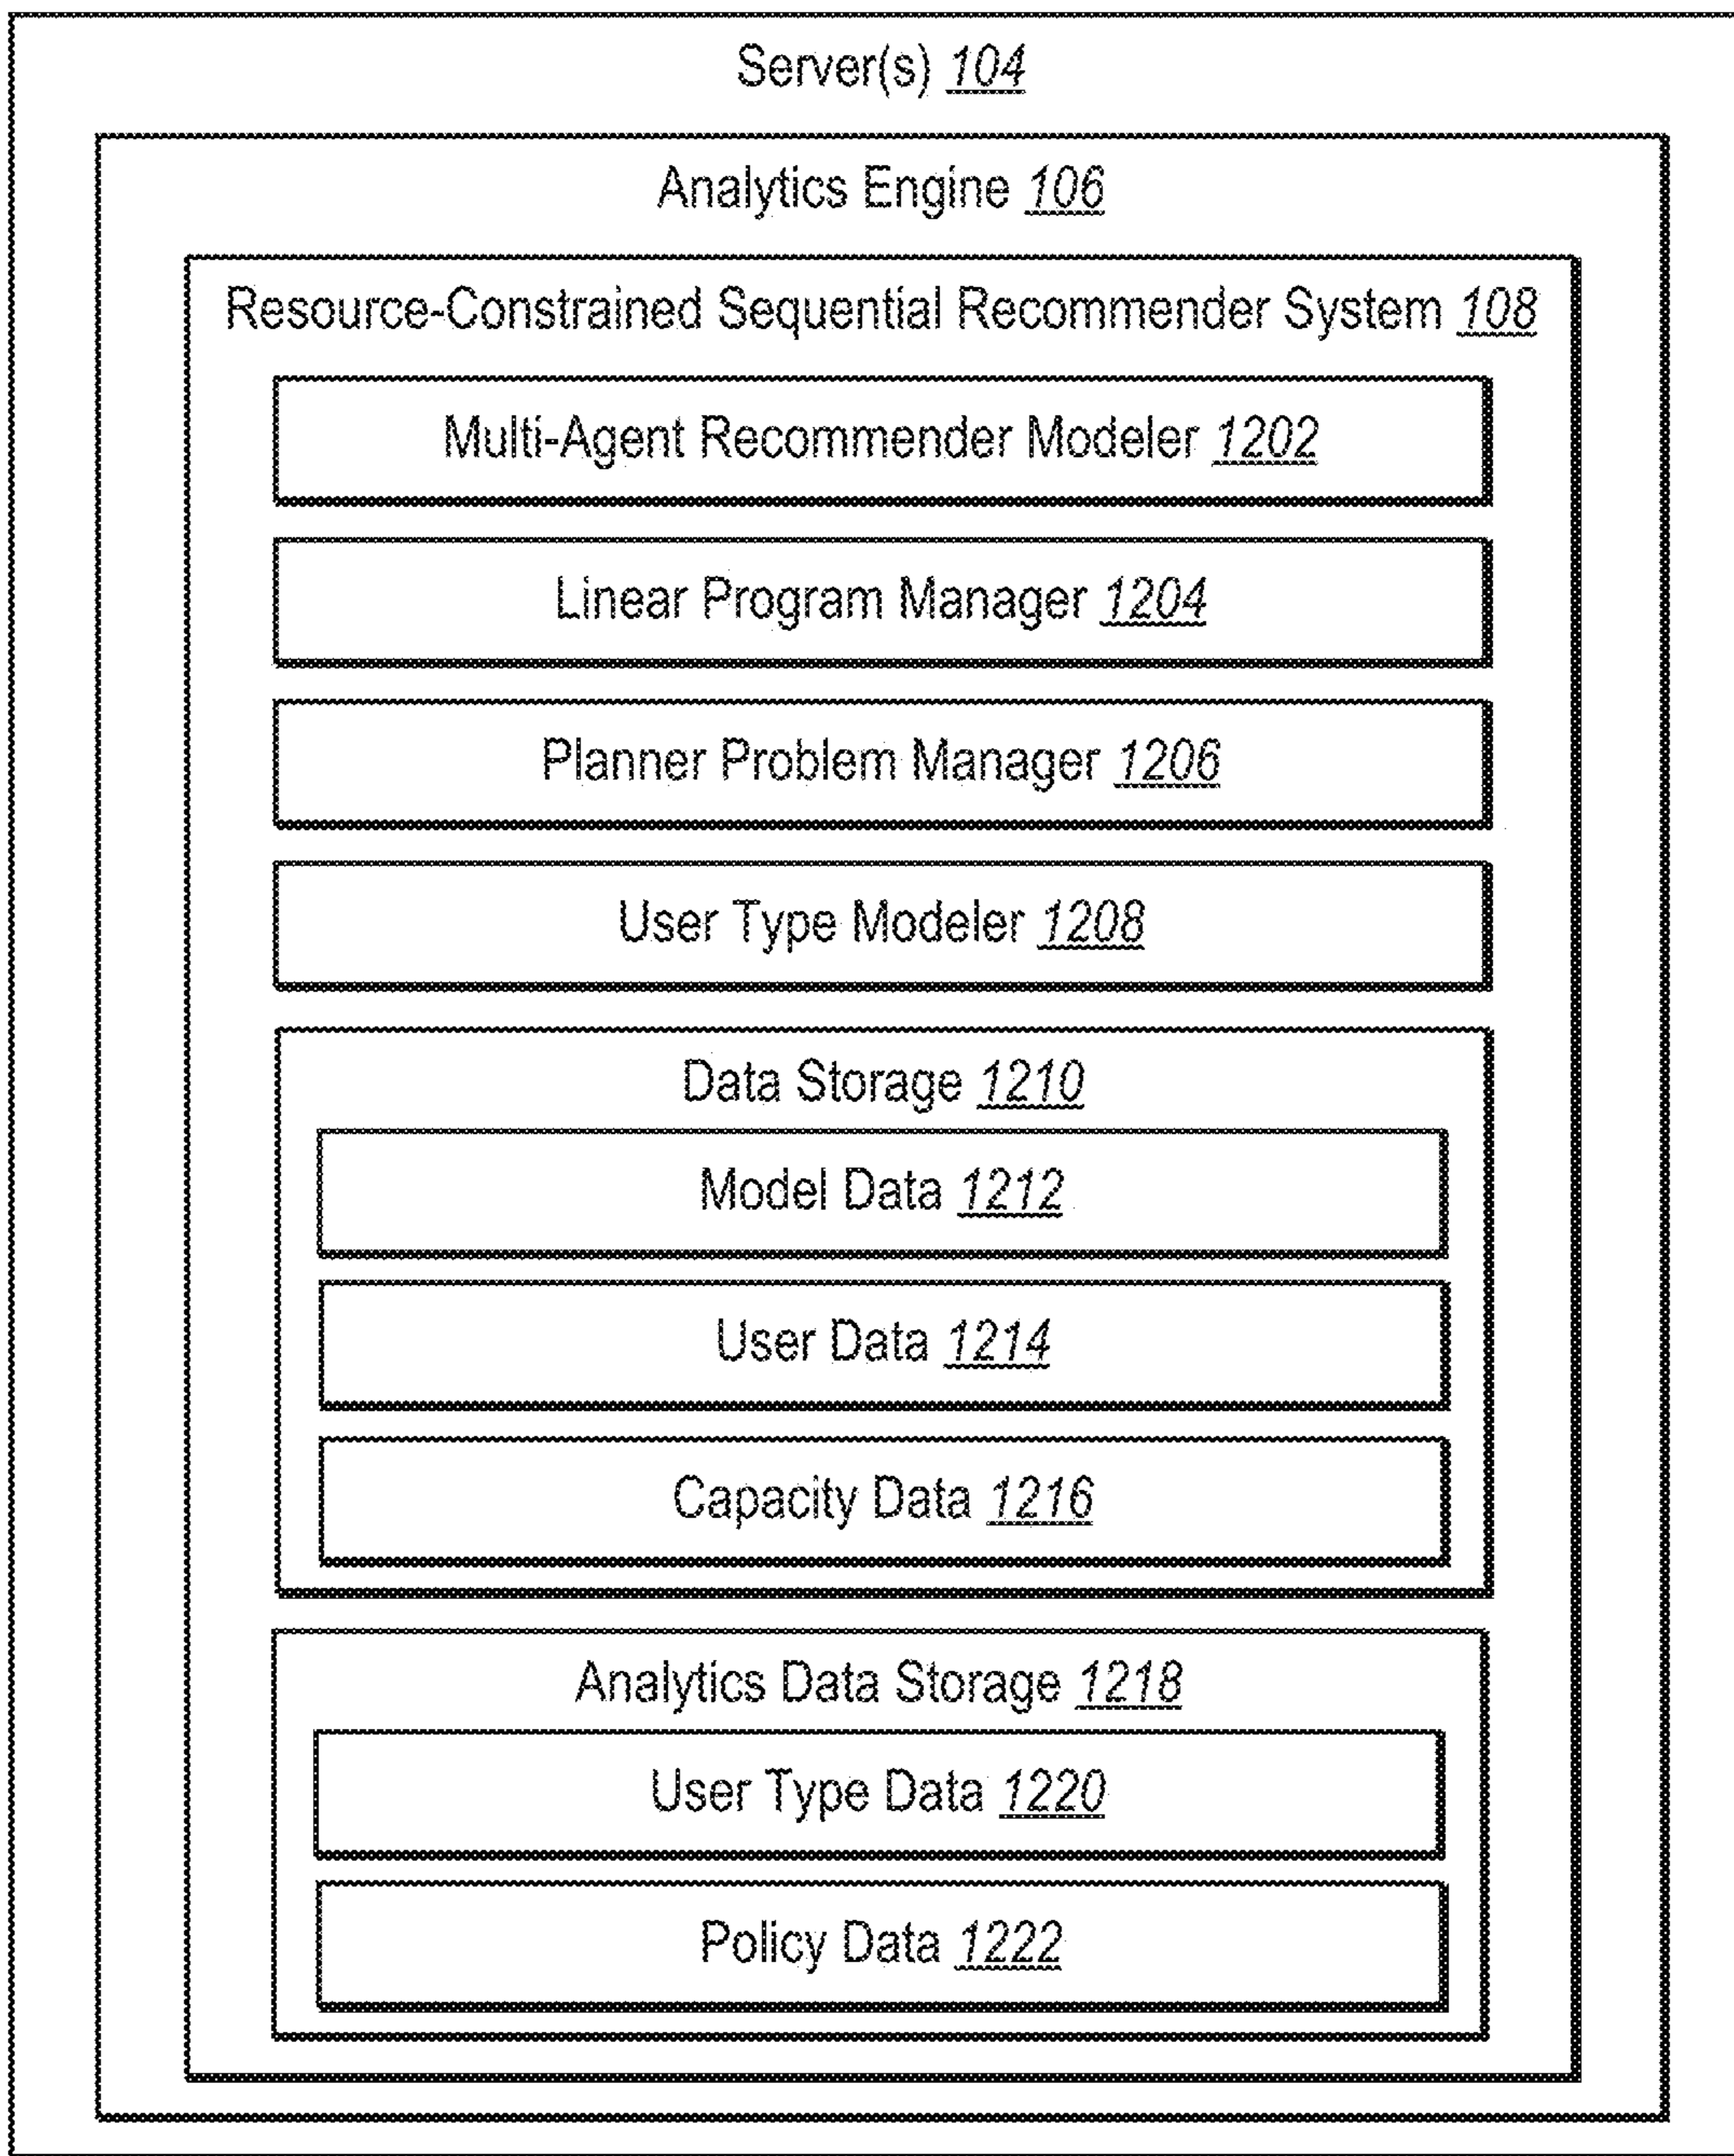 Server(s) 104
Analytics Engine 106
Resource-Constrained Sequential Recommender System 108
Multi-Agent Recommender Modeler 1202
Linear Program Manager 1204
Planner Problem Manager 1206
User Type Modeler 1208
Data Storage 1210
Model Data 1212
User Data 1214
Capacity Data 1216
Analytics Data Storage 1218
User Type Data 1220
Policy Data 1222